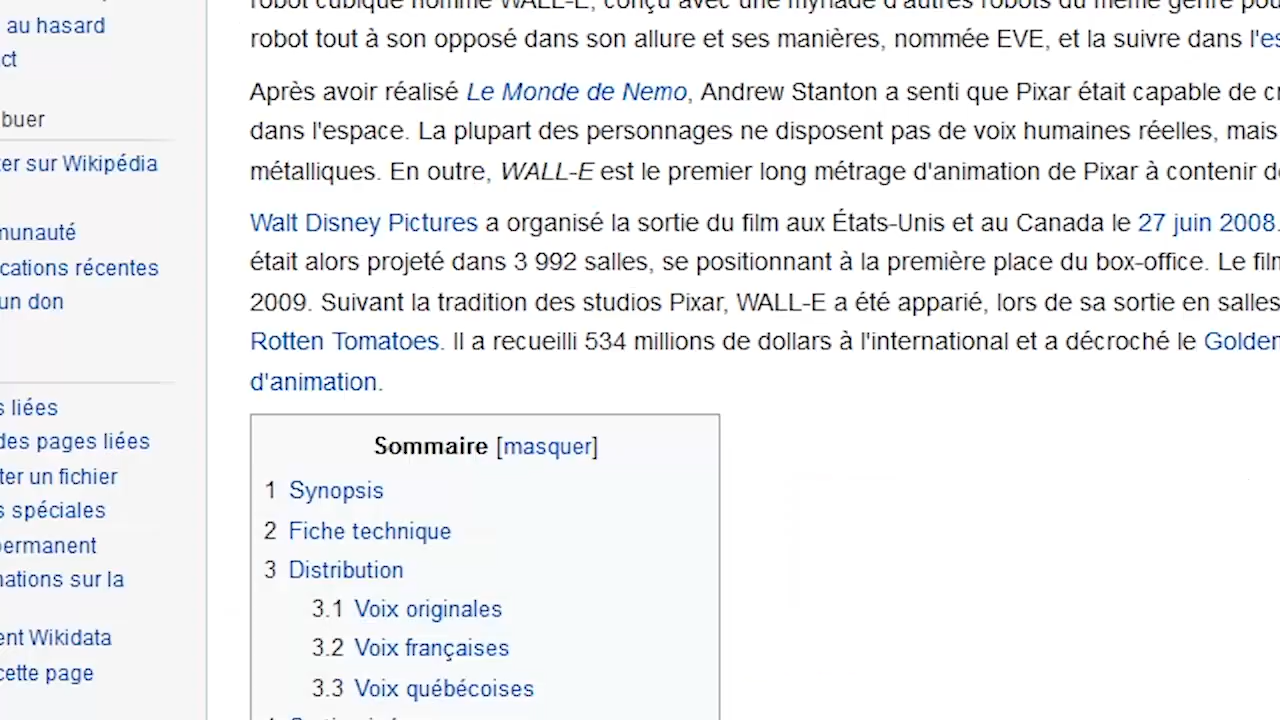 au hasard
ct
buer
er sur Wikipédia
munauté
cations récentes
un don
s liées
des pages liées
ter un fichier
s spéciales
permanent
nations sur la
ent Wikidata
cette page
robot cubique nommé WALL-E, conçu avec une myriade d'autres robots du même genre pou
robot tout à son opposé dans son allure et ses manières, nommée EVE, et la suivre dans l'es
Après avoir réalisé Le Monde de Nemo, Andrew Stanton a senti que Pixar était capable de cr
dans l'espace. La plupart des personnages ne disposent pas de voix humaines réelles, mais
métalliques. En outre, WALL-E est le premier long métrage d'animation de Pixar à contenir de
Walt Disney Pictures a organisé la sortie du film aux États-Unis et au Canada le 27 juin 2008.
était alors projeté dans 3 992 salles, se positionnant à la première place du box-office. Le film
2009. Suivant la tradition des studios Pixar, WALL-E a été apparié, lors de sa sortie en salles
Rotten Tomatoes. Il a recueilli 534 millions de dollars à l'international et a décroché le Golden
d'animation.
Sommaire [masquer]
1 Synopsis
2 Fiche technique
3 Distribution
3.1 Voix originales
3.2 Voix françaises
3.3 Voix québécoises